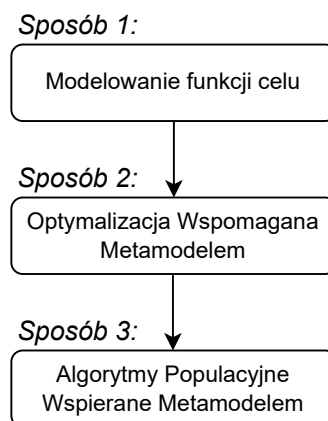 Sposób 1:
Modelowanie funkcji celu
Sposób 2:
Optymalizacja Wspomagana
Metamodelem
Sposób 3:
Algorytmy Populacyjne
Wspierane Metamodelem